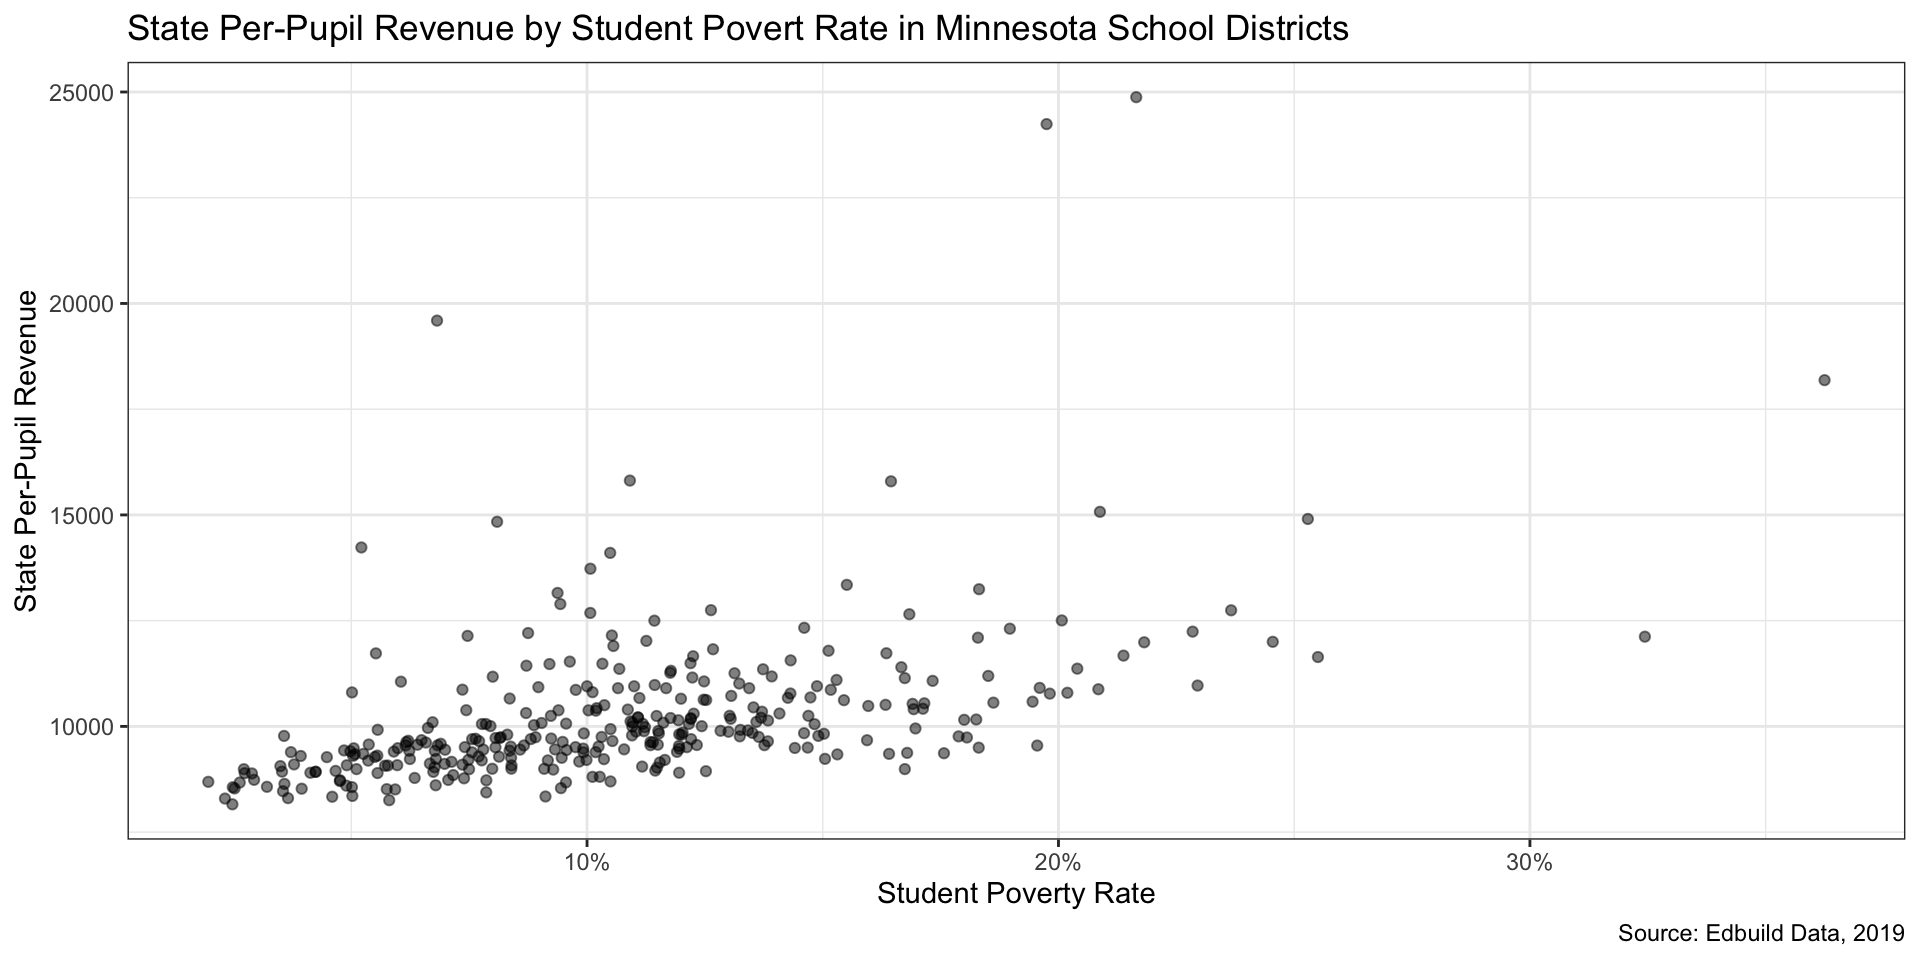 State Per-Pupil Revenue by Student Povert Rate in Minnesota School Districts
State Per-Pupil Revenue
25000
20000
15000
10000
10%
20%
30%
Student Poverty Rate
Source: Edbuild Data, 2019